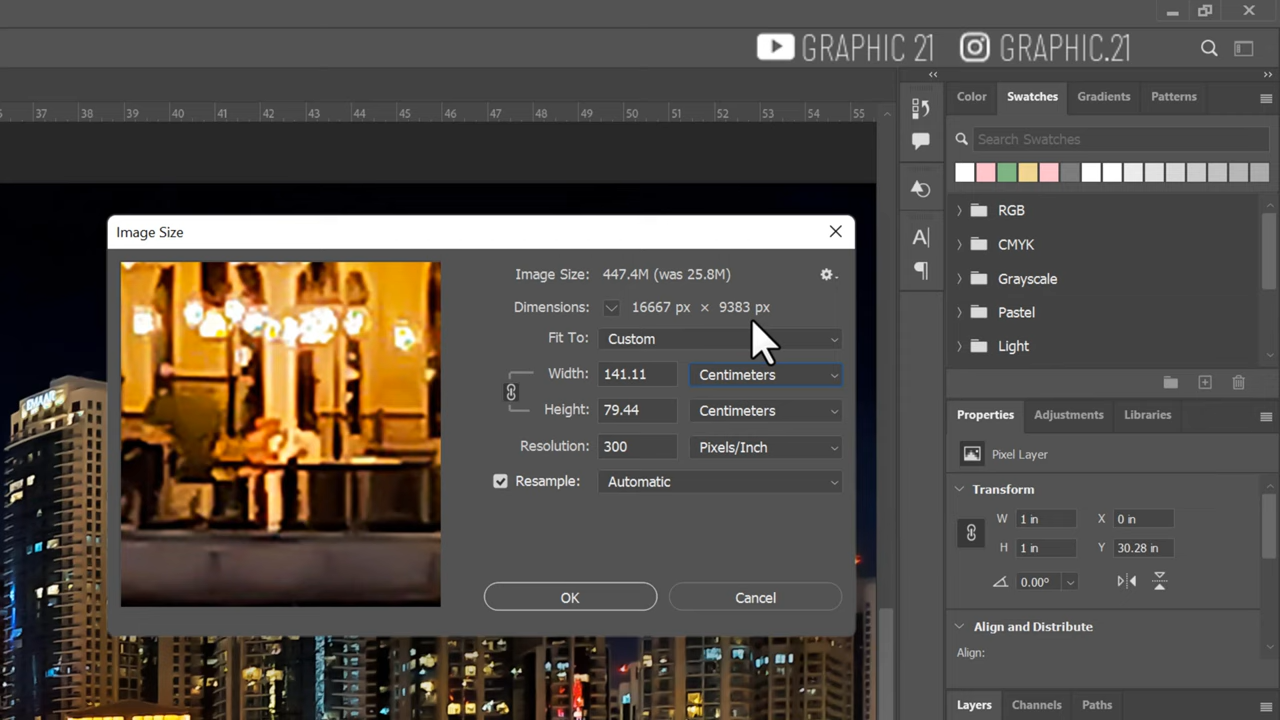 GRAPHIC 21 GRAPHIC.21
Color Swatches Gradients Patterns
37 38 39 40 41 42 43 44 45 46 47 48 49 50 51 52 53 54 55
Search Swatches
RGB
CMYK
Grayscale
Pastel
Light
Image Size
Image Size: 447.4M (was 25.8M)
Dimensions: 16667 px × 9383 px
Fit To: Custom
Width: 141.11 Centimeters
Height: 79.44 Centimeters
Resolution: 300 Pixels/Inch
Resample: Automatic
OK Cancel
EMAAR
Properties Adjustments Libraries
Pixel Layer
Transform
W 1 in X 0 in
H 1 in Y 30.28 in
0.00°
Align and Distribute
Align:
Layers Channels Paths